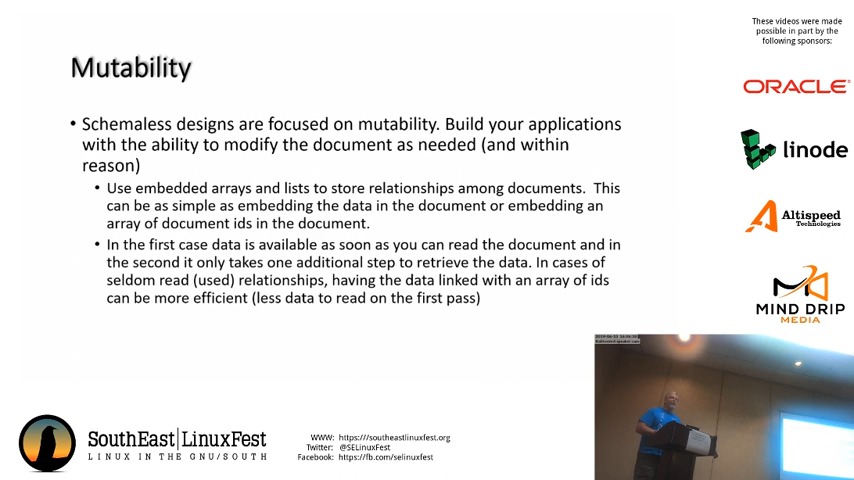 These videos were made
possible in part by the
following sponsors:
Mutability
ORACLE
• Schemaless designs are focused on mutability. Build your applications
with the ability to modify the document as needed (and within
reason)
linode
• Use embedded arrays and lists to store relationships among documents.  This
can be as simple as embedding the data in the document or embedding an
array of document ids in the document.
Altispeed
Technologies
• In the first case data is available as soon as you can read the document and in
the second it only takes one additional step to retrieve the data. In cases of
seldom read (used) relationships, having the data linked with an array of ids
can be more efficient (less data to read on the first pass)
MIND DRIP
MEDIA
SouthEast LinuxFest
LINUX IN THE GNU/SOUTH
WWW: https:///southeastlinuxfest.org
Twitter: @SELinuxFest
Facebook: https://fb.com/selinuxfest